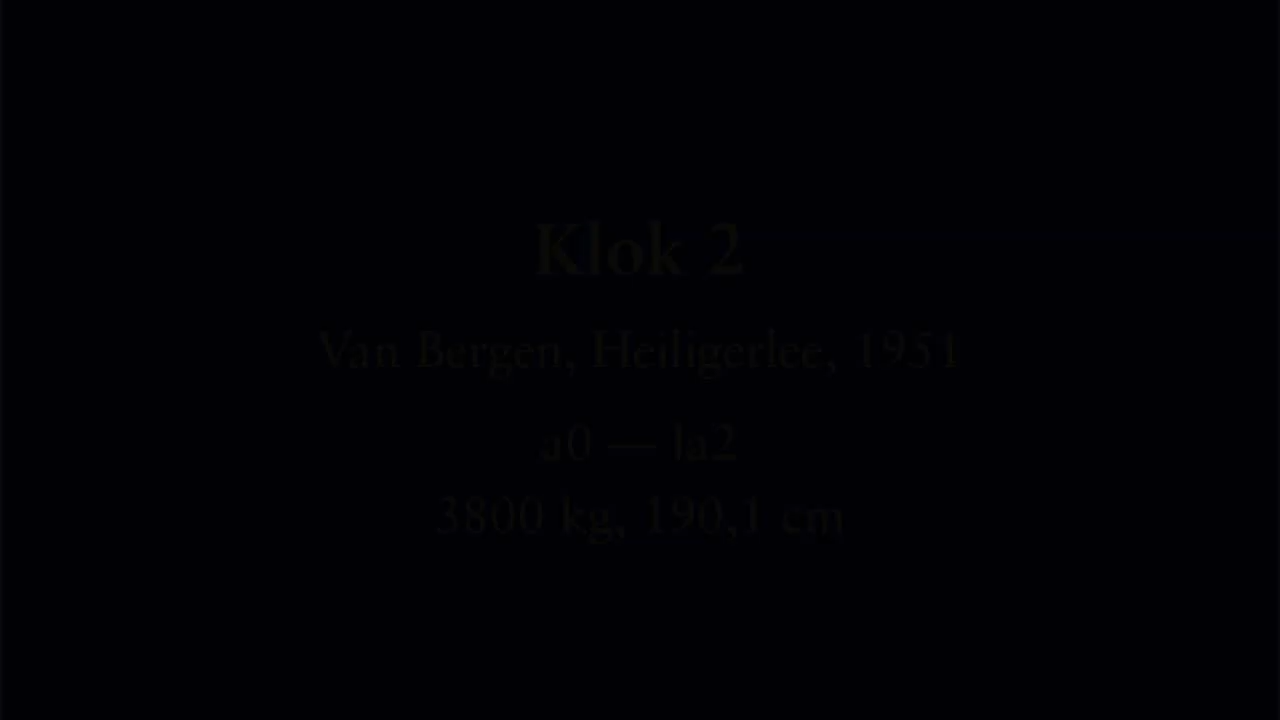 Klok 2
Van Bergen, Heiligerlee, 1951
a0 — la2
3800 kg, 190,1 cm